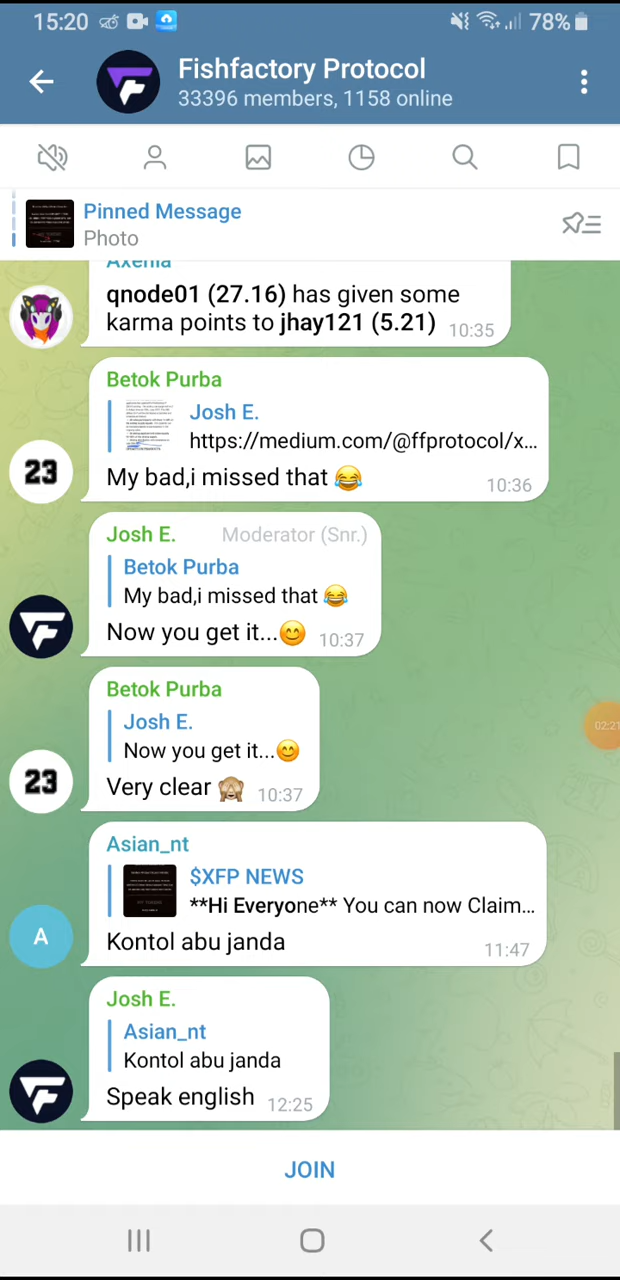 15:20
78%
Fishfactory Protocol
33396 members, 1158 online
Pinned Message
Photo
Axenia
qnode01 (27.16) has given some
karma points to jhay121 (5.21) 10:35
Betok Purba
Josh E.
https://medium.com/@ffprotocol/x...
23
My bad,i missed that 😂 10:36
Josh E. Moderator (Snr.)
Betok Purba
My bad,i missed that 😂
Now you get it...😊 10:37
Betok Purba
Josh E.
Now you get it...😊
23
Very clear 🙈 10:37
Asian_nt
$XFP NEWS
**Hi Everyone** You can now Claim...
A
Kontol abu janda 11:47
Josh E.
Asian_nt
Kontol abu janda
Speak english 12:25
02:21
JOIN